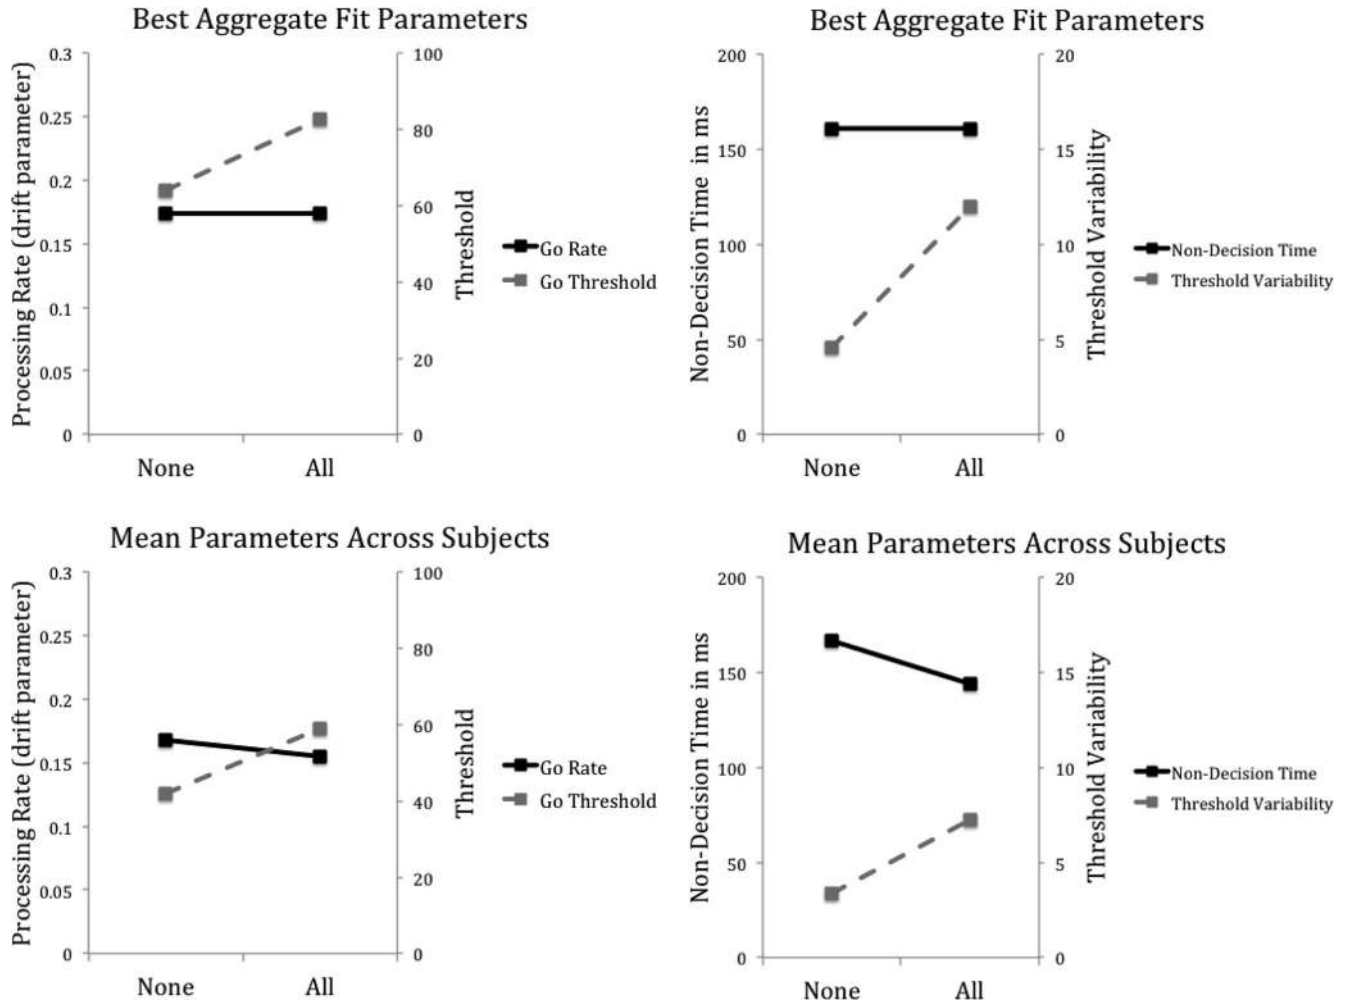 Best Aggregate Fit Parameters
Processing Rate (drift parameter)
0.3
0.25
0.2
0.15
0.1
0.05
0
100
80
60
40
20
0
Threshold
Go Rate
Go Threshold
None All
Best Aggregate Fit Parameters
Non-Decision Time in ms
200
150
100
50
0
20
15
10
5
0
Threshold Variability
Non-Decision Time
Threshold Variability
None All
Mean Parameters Across Subjects
Processing Rate (drift parameter)
0.3
0.25
0.2
0.15
0.1
0.05
0
100
80
60
40
20
0
Threshold
Go Rate
Go Threshold
None All
Mean Parameters Across Subjects
Non-Decision Time in ms
200
150
100
50
0
20
15
10
5
0
Threshold Variability
Non-Decision Time
Threshold Variability
None All